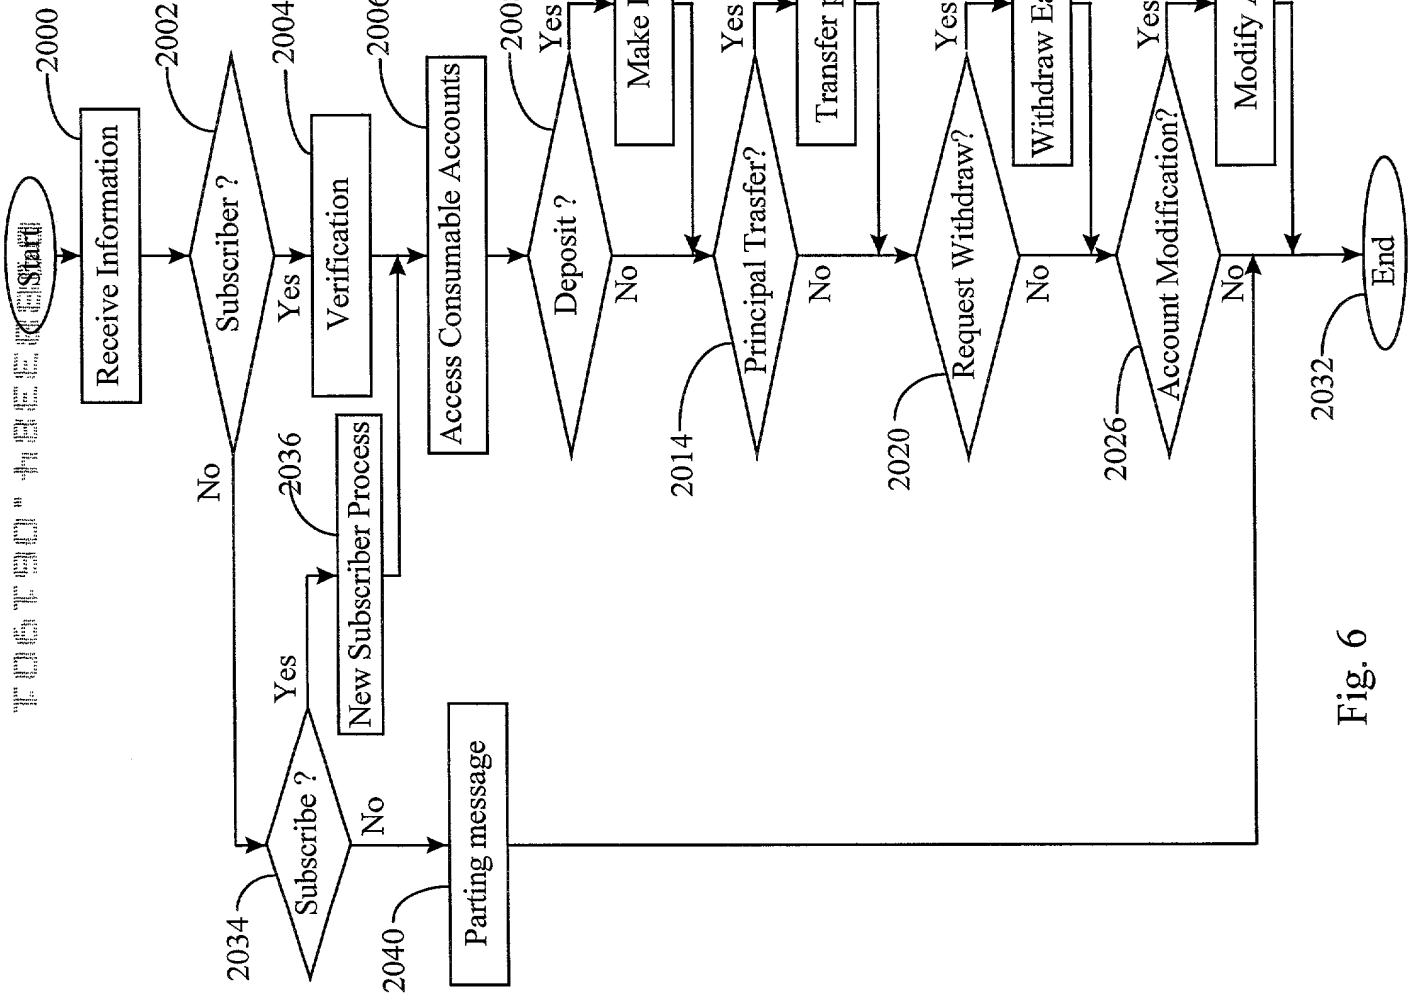 Start
2000
Receive Information
2002
Subscriber ?
No
Yes
2004
Verification
2036
New Subscriber Process
2034
Subscribe ?
Yes
No
2040
Parting message
2006
Access Consumable Accounts
200
Deposit ?
Yes
No
Make
2014
Principal Trasfer?
Yes
No
Transfer
2020
Request Withdraw?
Yes
No
Withdraw
2026
Account Modification?
Yes
No
Modify
2032
End
Fig. 6